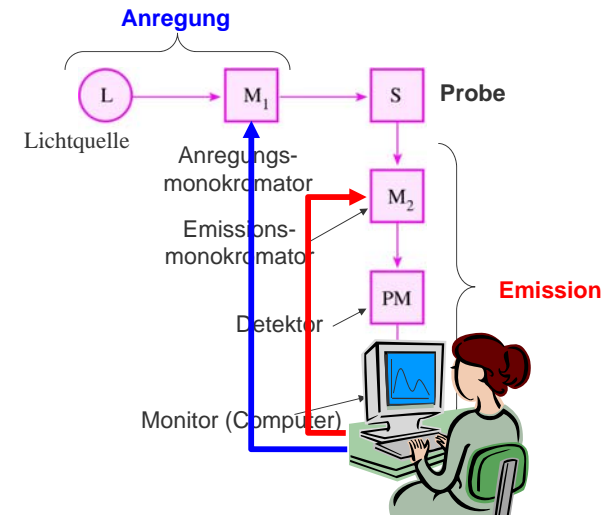 Anregung
L
M1
S
Probe
Lichtquelle
Anregungs-
monokromator
M2
Emissions-
monokromator
PM
Emission
Detektor
Monitor (Computer)